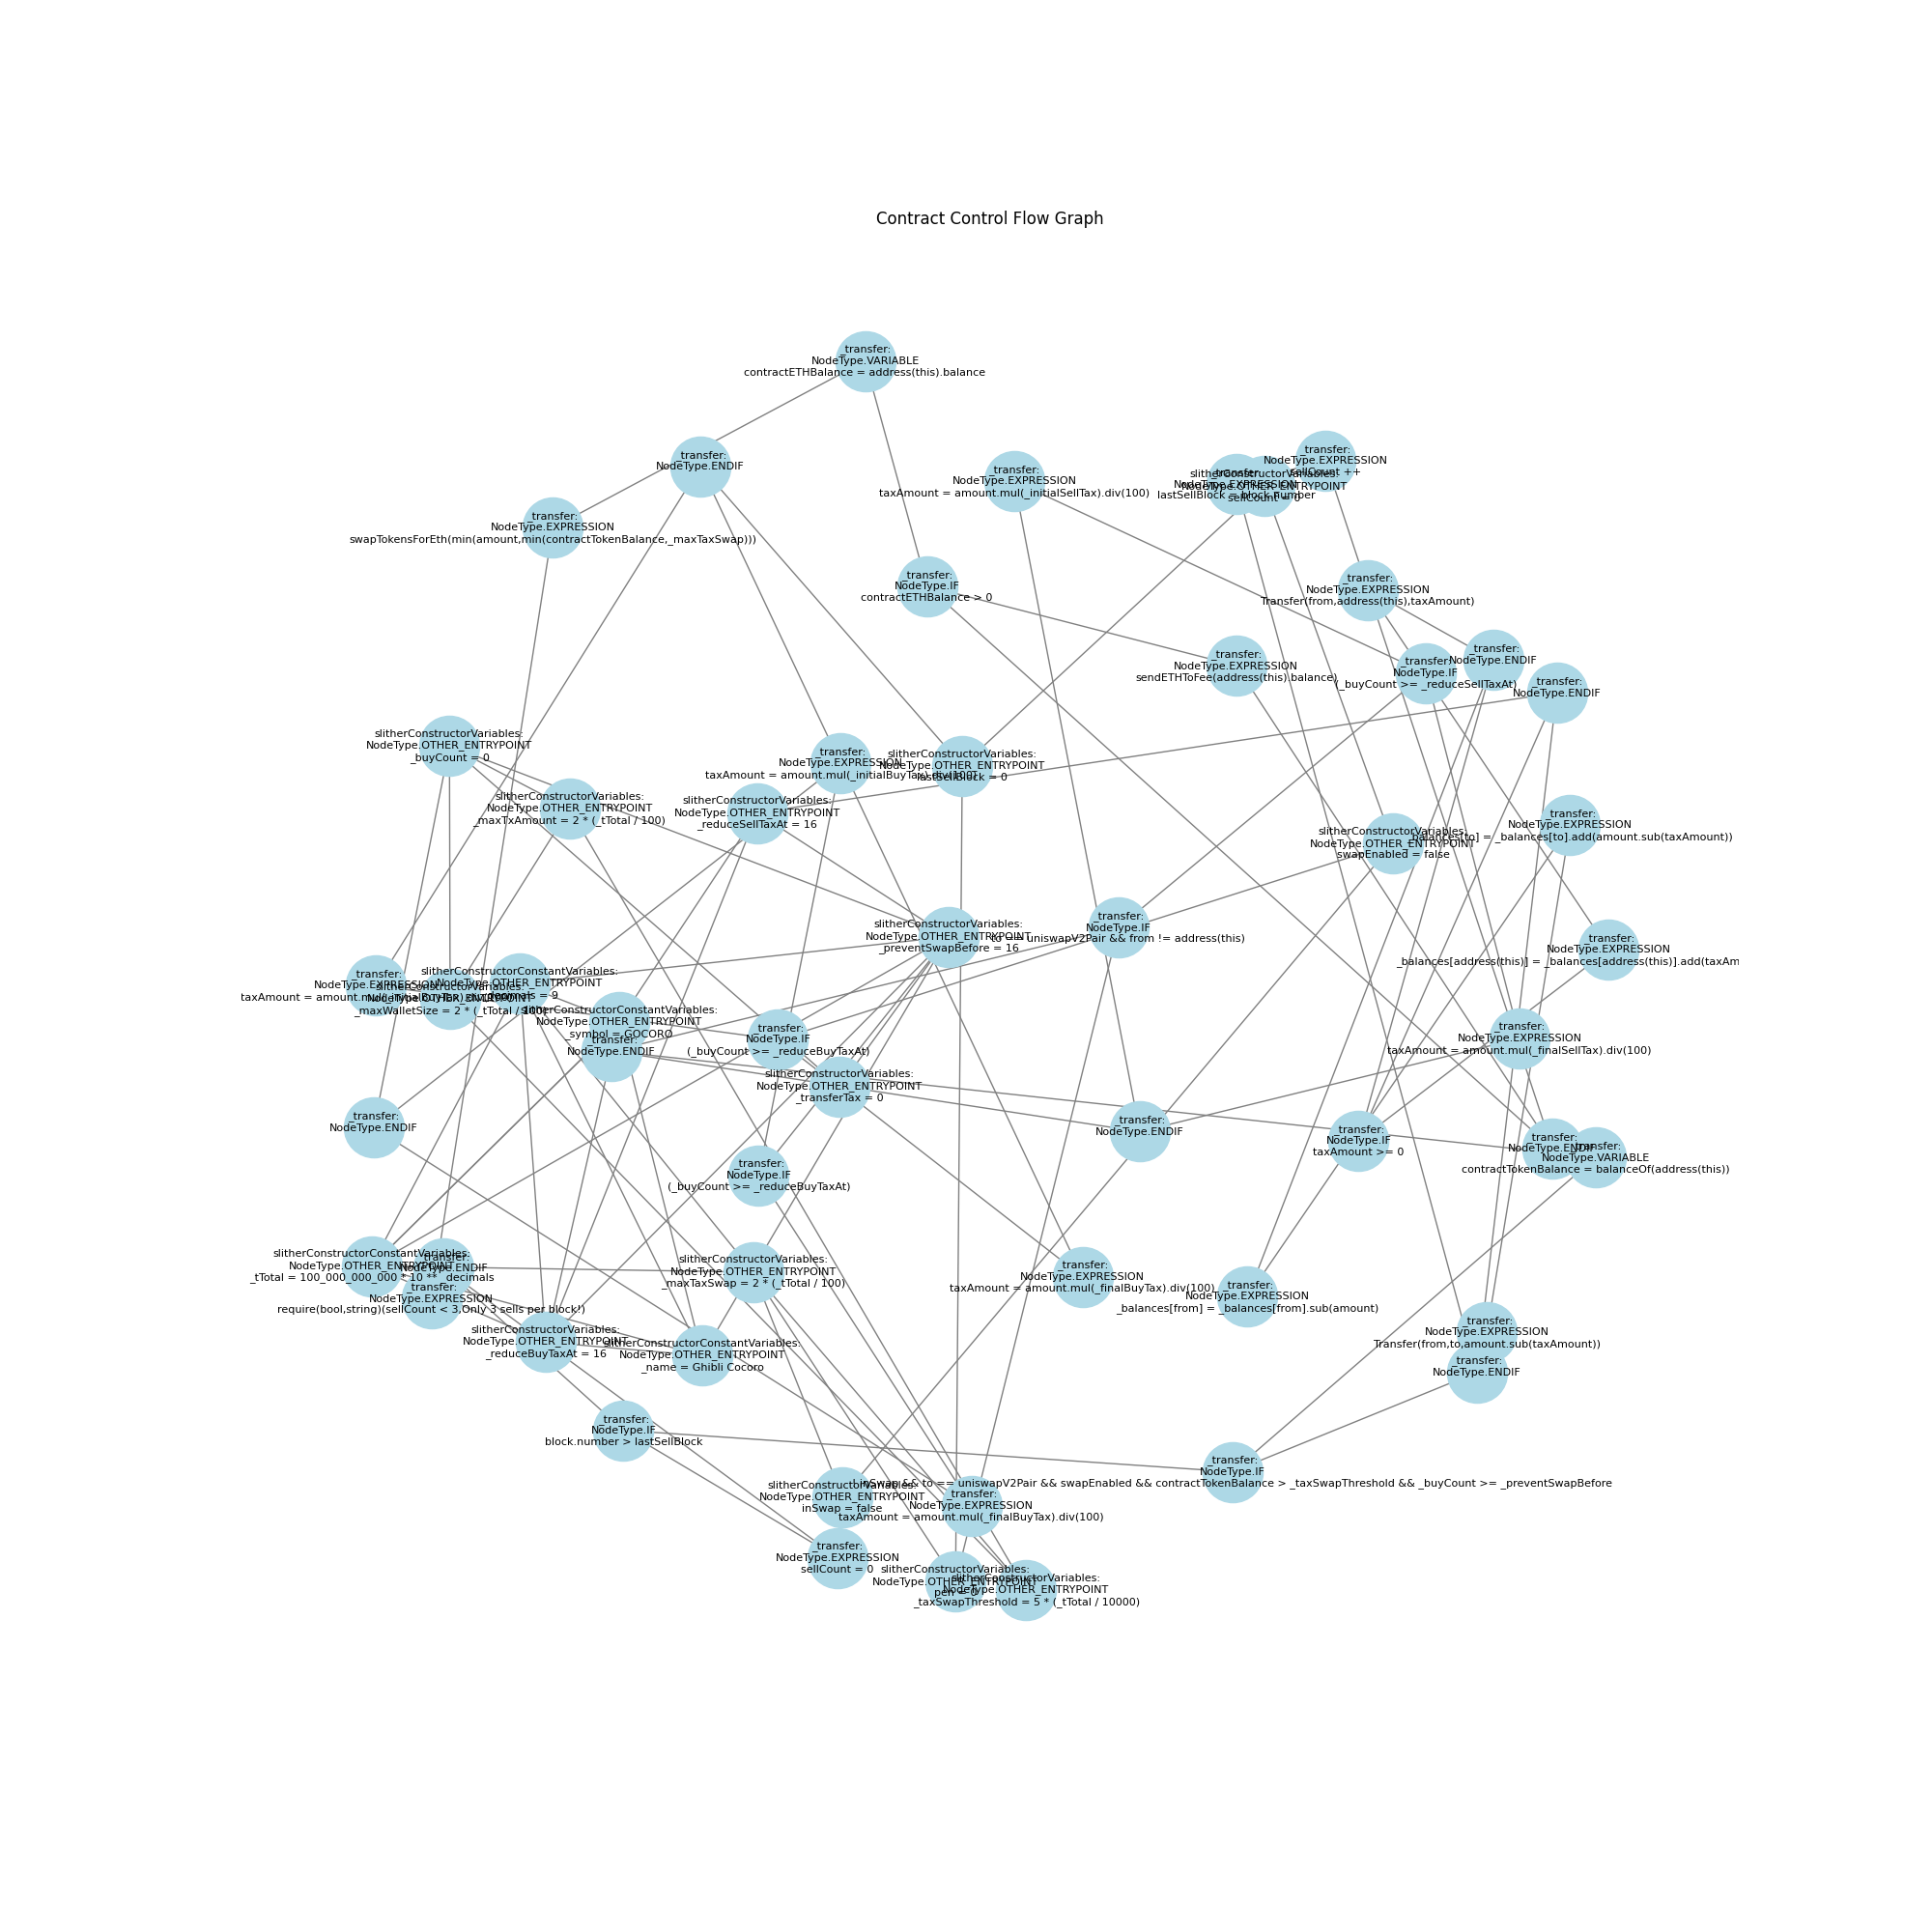 Contract Control Flow Graph
_transfer:
NodeType.VARIABLE
contractETHBalance = address(this).balance
_transfer:
NodeType.ENDIF
_transfer:
NodeType.EXPRESSION
taxAmount = amount.mul(_initialSellTax).div(100)
_transfer:
NodeType.EXPRESSION
sellCount ++
_transfer:
NodeType.EXPRESSION
lastSellBlock = block.number
slitherConstructorVariables:
NodeType.OTHER_ENTRYPOINT
sellCount = 0
_transfer:
NodeType.EXPRESSION
swapTokensForEth(min(amount,min(contractTokenBalance,_maxTaxSwap)))
_transfer:
NodeType.IF
contractETHBalance > 0
_transfer:
NodeType.EXPRESSION
Transfer(from,address(this),taxAmount)
_transfer:
NodeType.EXPRESSION
sendETHToFee(address(this).balance)
_transfer:
NodeType.IF
(_buyCount >= _reduceSellTaxAt)
_transfer:
NodeType.ENDIF
_transfer:
NodeType.ENDIF
slitherConstructorVariables:
NodeType.OTHER_ENTRYPOINT
_buyCount = 0
_transfer:
NodeType.EXPRESSION
taxAmount = amount.mul(_initialBuyTax).div(100)
slitherConstructorVariables:
NodeType.OTHER_ENTRYPOINT
lastSellBlock = 0
slitherConstructorVariables:
NodeType.OTHER_ENTRYPOINT
_maxTxAmount = 2 * (_tTotal / 100)
slitherConstructorVariables:
NodeType.OTHER_ENTRYPOINT
_reduceSellTaxAt = 16
_transfer:
NodeType.EXPRESSION
_balances[to] = _balances[to].add(amount.sub(taxAmount))
slitherConstructorVariables:
NodeType.OTHER_ENTRYPOINT
swapEnabled = false
slitherConstructorVariables:
NodeType.OTHER_ENTRYPOINT
_preventSwapBefore = 16
_transfer:
NodeType.IF
to == uniswapV2Pair && from != address(this)
_transfer:
NodeType.EXPRESSION
_balances[address(this)] = _balances[address(this)].add(taxAm
_transfer:
NodeType.EXPRESSION
taxAmount = amount.mul(_initialBuyTax).div(100)
slitherConstructorVariables:
NodeType.OTHER_ENTRYPOINT
_maxWalletSize = 2 * (_tTotal / 100)
slitherConstructorConstantVariables:
NodeType.OTHER_ENTRYPOINT
_decimals = 9
slitherConstructorConstantVariables:
NodeType.OTHER_ENTRYPOINT
_symbol = GOCORO
_transfer:
NodeType.ENDIF
_transfer:
NodeType.IF
(_buyCount >= _reduceBuyTaxAt)
_transfer:
NodeType.EXPRESSION
taxAmount = amount.mul(_finalSellTax).div(100)
slitherConstructorVariables:
NodeType.OTHER_ENTRYPOINT
_transferTax = 0
_transfer:
NodeType.ENDIF
_transfer:
NodeType.ENDIF
_transfer:
NodeType.IF
taxAmount >= 0
_transfer:
NodeType.ENDIF
_transfer:
NodeType.VARIABLE
contractTokenBalance = balanceOf(address(this))
_transfer:
NodeType.IF
(_buyCount >= _reduceBuyTaxAt)
slitherConstructorConstantVariables:
NodeType.OTHER_ENTRYPOINT
_tTotal = 100_000_000_000 * 10 ** _decimals
_transfer:
NodeType.ENDIF
_transfer:
NodeType.EXPRESSION
require(bool,string)(sellCount < 3,Only 3 sells per block!)
slitherConstructorVariables:
NodeType.OTHER_ENTRYPOINT
_maxTaxSwap = 2 * (_tTotal / 100)
_transfer:
NodeType.EXPRESSION
taxAmount = amount.mul(_finalBuyTax).div(100)
_transfer:
NodeType.EXPRESSION
_balances[from] = _balances[from].sub(amount)
slitherConstructorVariables:
NodeType.OTHER_ENTRYPOINT
_reduceBuyTaxAt = 16
slitherConstructorConstantVariables:
NodeType.OTHER_ENTRYPOINT
_name = Ghibli Cocoro
_transfer:
NodeType.EXPRESSION
Transfer(from,to,amount.sub(taxAmount))
_transfer:
NodeType.ENDIF
_transfer:
NodeType.IF
block.number > lastSellBlock
_transfer:
NodeType.IF
inSwap && to == uniswapV2Pair && swapEnabled && contractTokenBalance > _taxSwapThreshold && _buyCount >= _preventSwapBefore
slitherConstructorVariables:
NodeType.OTHER_ENTRYPOINT
inSwap = false
_transfer:
NodeType.EXPRESSION
taxAmount = amount.mul(_finalBuyTax).div(100)
_transfer:
NodeType.EXPRESSION
sellCount = 0
slitherConstructorVariables:
NodeType.OTHER_ENTRYPOINT
slitherConstructorVariables:
NodeType.OTHER_ENTRYPOINT
_taxSwapThreshold = 5 * (_tTotal / 10000)